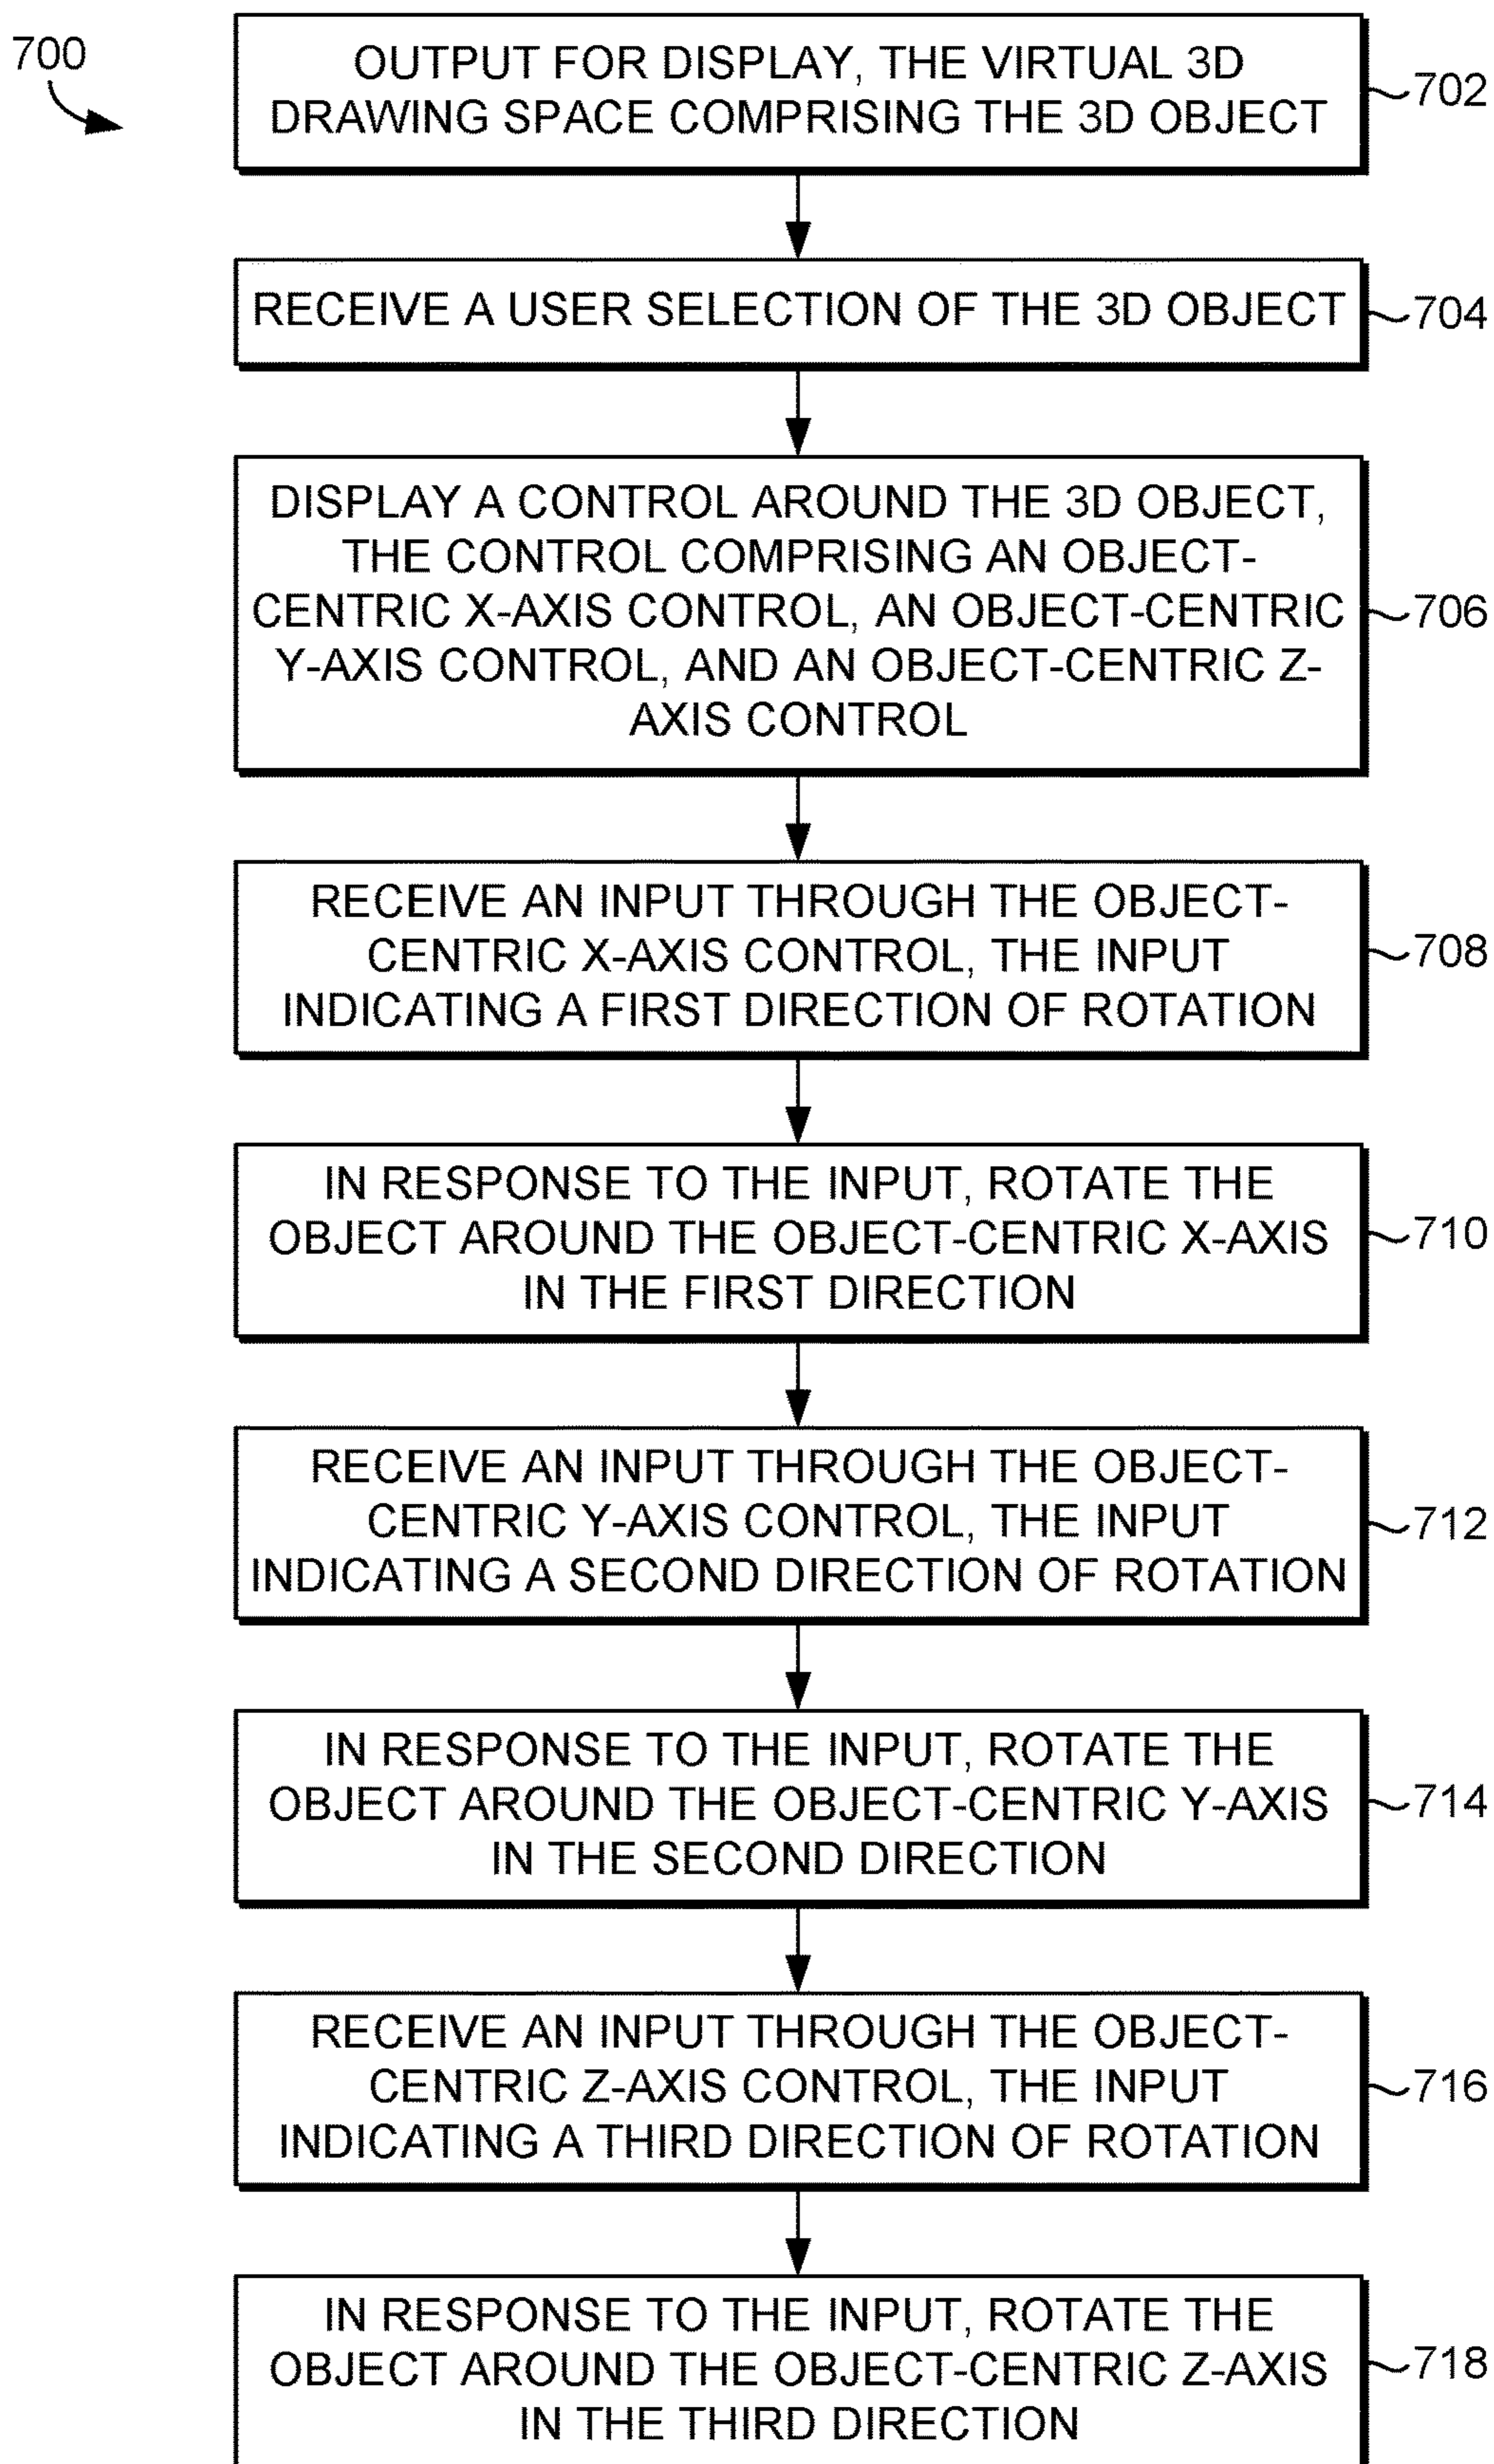 700
OUTPUT FOR DISPLAY, THE VIRTUAL 3D
DRAWING SPACE COMPRISING THE 3D OBJECT
702
RECEIVE A USER SELECTION OF THE 3D OBJECT
704
DISPLAY A CONTROL AROUND THE 3D OBJECT,
THE CONTROL COMPRISING AN OBJECT-
CENTRIC X-AXIS CONTROL, AN OBJECT-CENTRIC
Y-AXIS CONTROL, AND AN OBJECT-CENTRIC Z-
AXIS CONTROL
706
RECEIVE AN INPUT THROUGH THE OBJECT-
CENTRIC X-AXIS CONTROL, THE INPUT
INDICATING A FIRST DIRECTION OF ROTATION
708
IN RESPONSE TO THE INPUT, ROTATE THE
OBJECT AROUND THE OBJECT-CENTRIC X-AXIS
IN THE FIRST DIRECTION
710
RECEIVE AN INPUT THROUGH THE OBJECT-
CENTRIC Y-AXIS CONTROL, THE INPUT
INDICATING A SECOND DIRECTION OF ROTATION
712
IN RESPONSE TO THE INPUT, ROTATE THE
OBJECT AROUND THE OBJECT-CENTRIC Y-AXIS
IN THE SECOND DIRECTION
714
RECEIVE AN INPUT THROUGH THE OBJECT-
CENTRIC Z-AXIS CONTROL, THE INPUT
INDICATING A THIRD DIRECTION OF ROTATION
716
IN RESPONSE TO THE INPUT, ROTATE THE
OBJECT AROUND THE OBJECT-CENTRIC Z-AXIS
IN THE THIRD DIRECTION
718